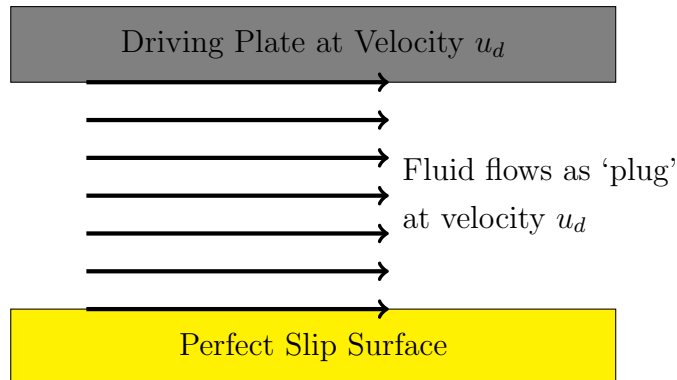 Driving Plate at Velocity u_d
Fluid flows as ‘plug’
at velocity u_d
Perfect Slip Surface